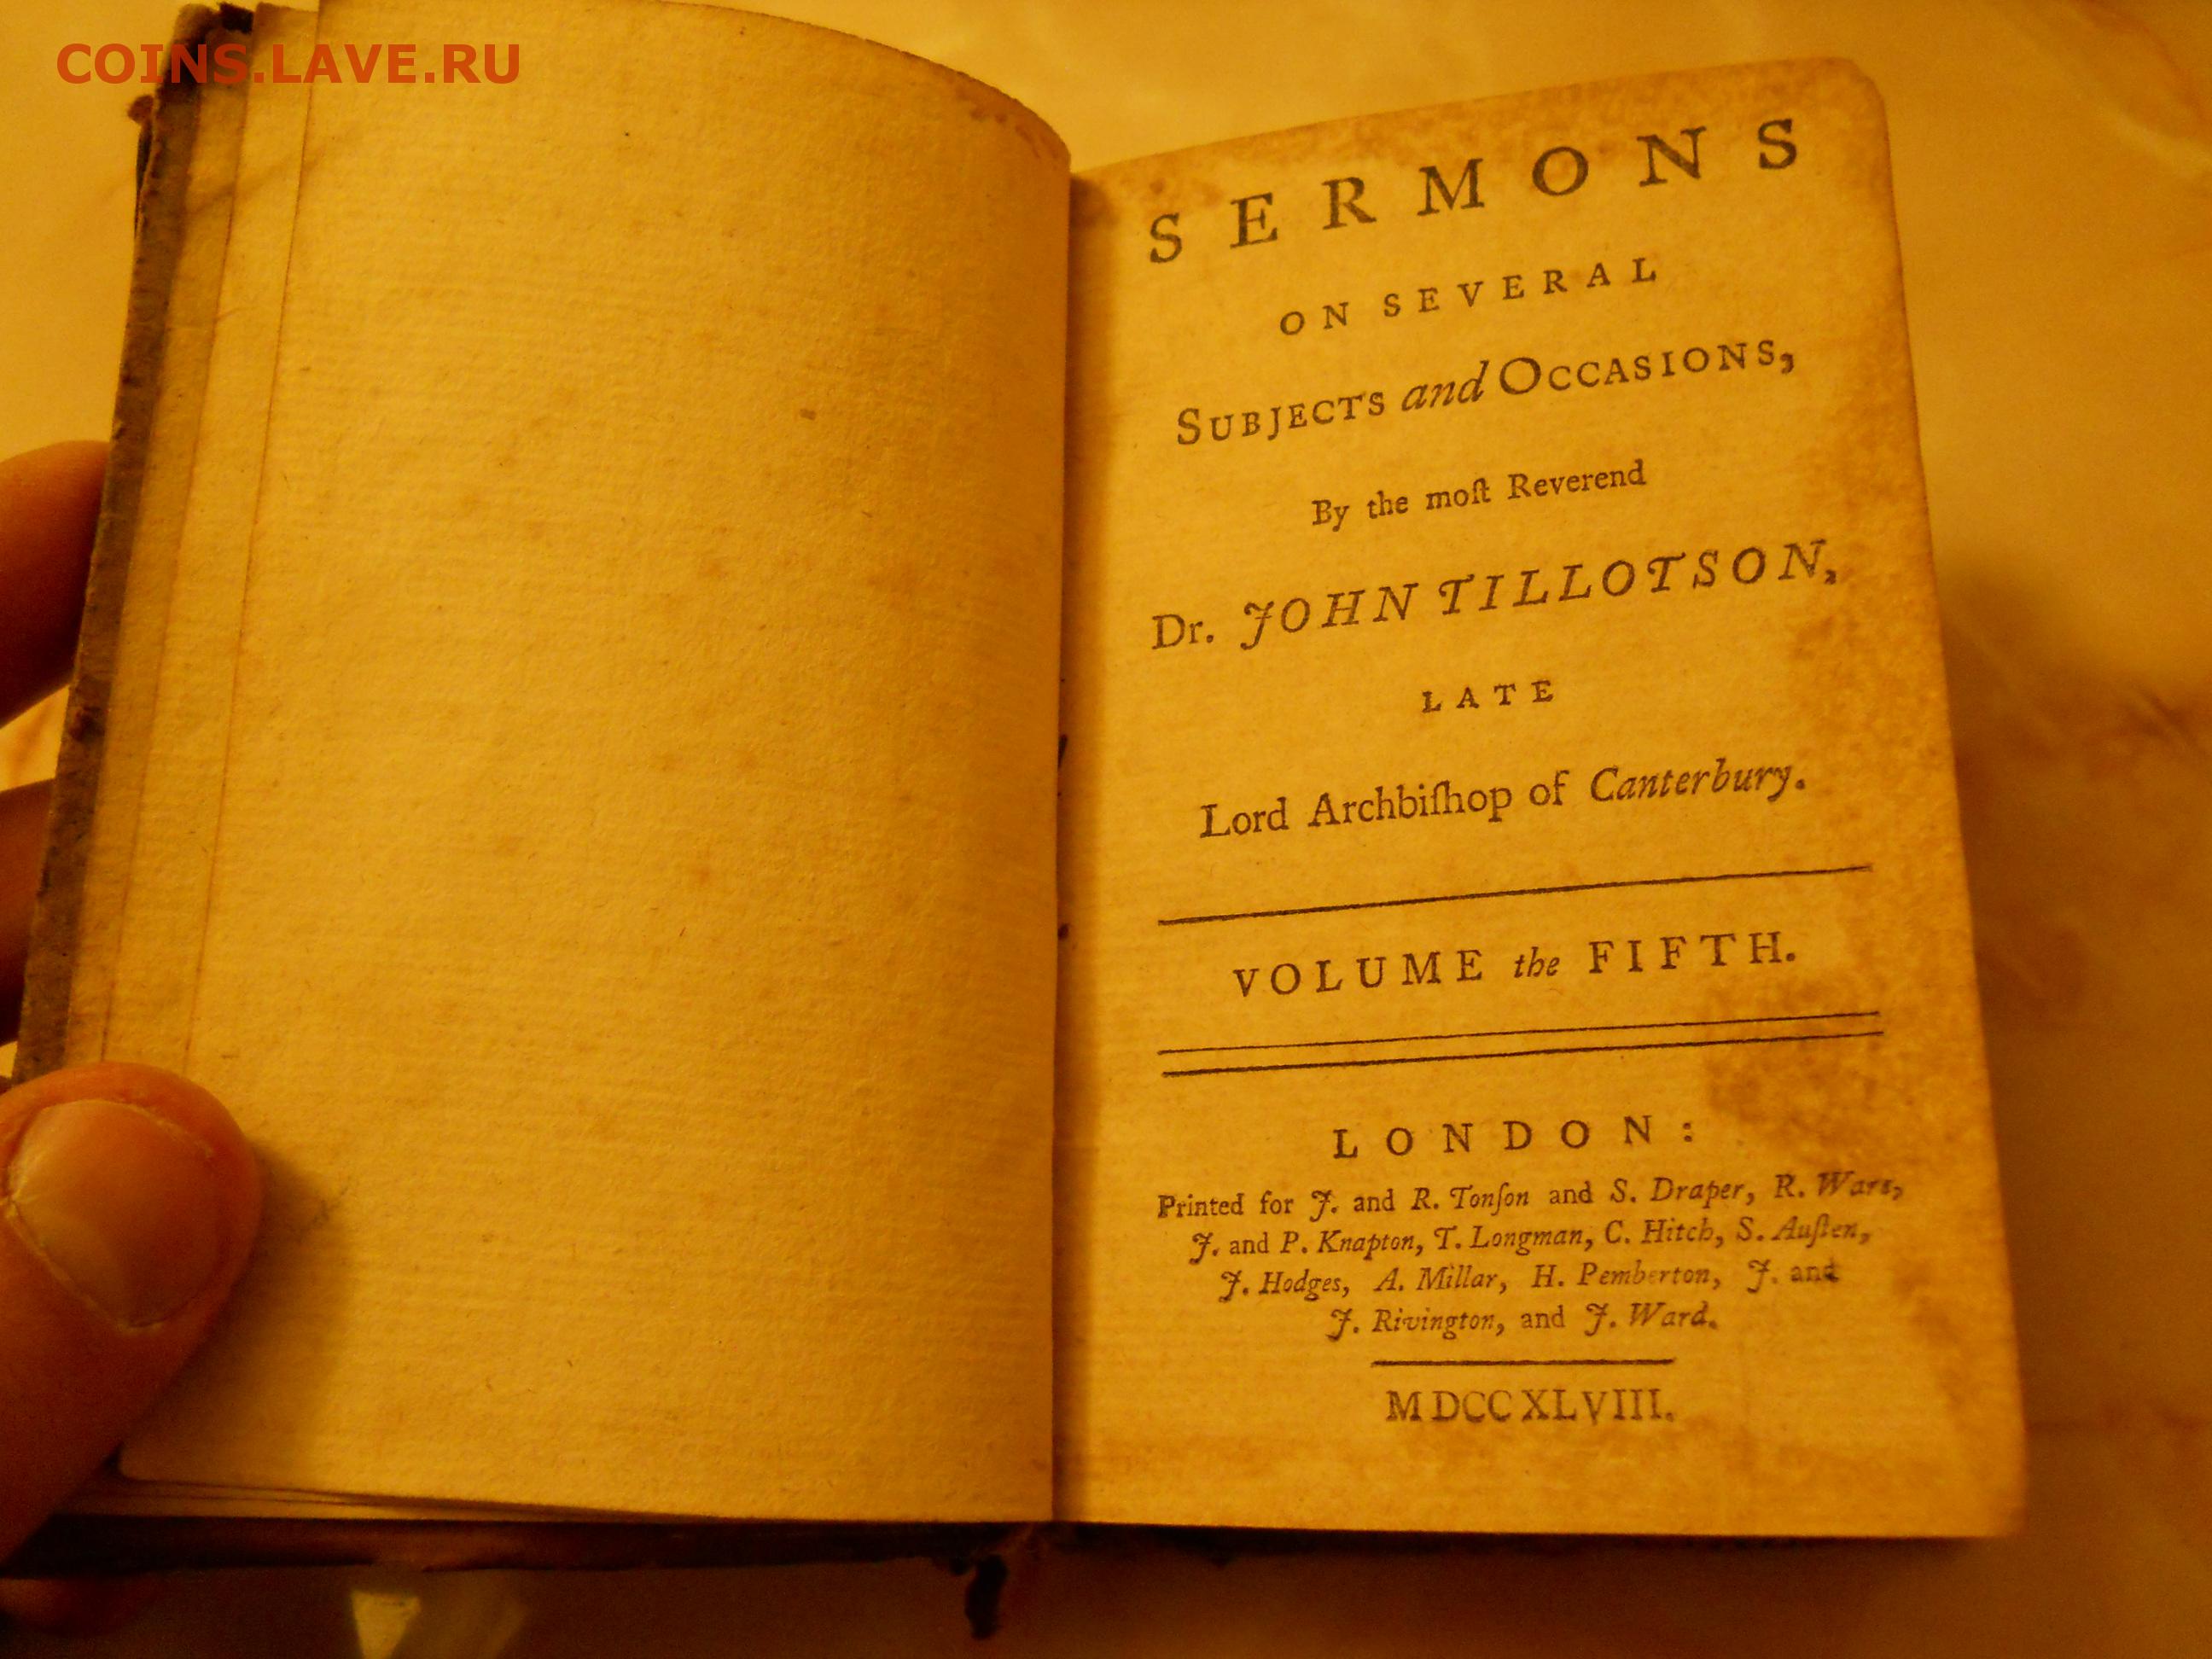 COINS.LAVE.RU
SERMONS
ON SEVERAL
SUBJECTS and OCCASIONS,
By the moſt Reverend
Dr. JOHN TILLOTSON,
LATE
Lord Archbiſhop of Canterbury.
VOLUME the FIFTH.
LONDON:
Printed for J. and R. Tonſon and S. Draper, R. Ware,
J. and P. Knapton, T. Longman, C. Hitch, S. Auſten,
J. Hodges, A. Millar, H. Pemberton, J. and
J. Rivington, and J. Ward.
MDCCXLVIII.